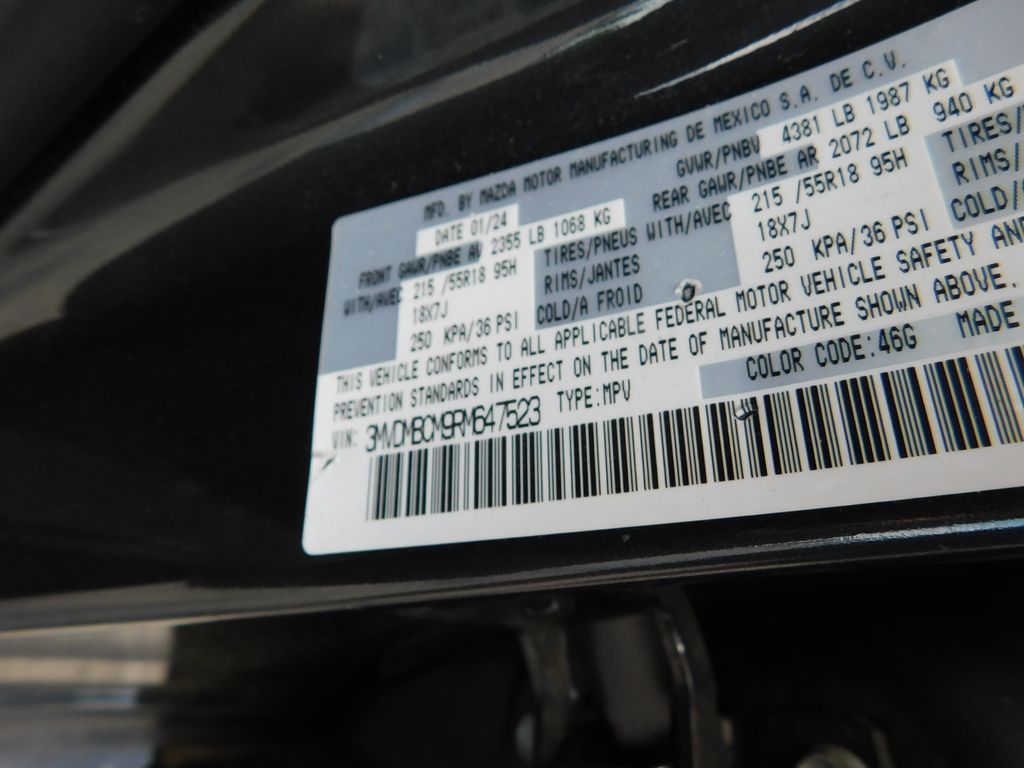 MFD. BY MAZDA MOTOR MANUFACTURING DE MEXICO S.A. DE C.V.
DATE 01/24 GVWR/PNBV 4381 LB 1987 KG
FRONT GAWR/PNBE AV 2355 LB 1068 KG REAR GAWR/PNBE AR 2072 LB 940 KG
WITH/AVEC 215 /55R18 95H TIRES/PNEUS WITH/AVEC 215 /55R18 95H TIRES/
18X7J RIMS/JANTES 18X7J RIMS/
250 KPA/36 PSI COLD/A FROID 250 KPA/36 PSI COLD/
THIS VEHICLE CONFORMS TO ALL APPLICABLE FEDERAL MOTOR VEHICLE SAFETY AN
PREVENTION STANDARDS IN EFFECT ON THE DATE OF MANUFACTURE SHOWN ABOVE.
VIN: 3MVDMBCM9RM647523 TYPE:MPV COLOR CODE:46G MADE